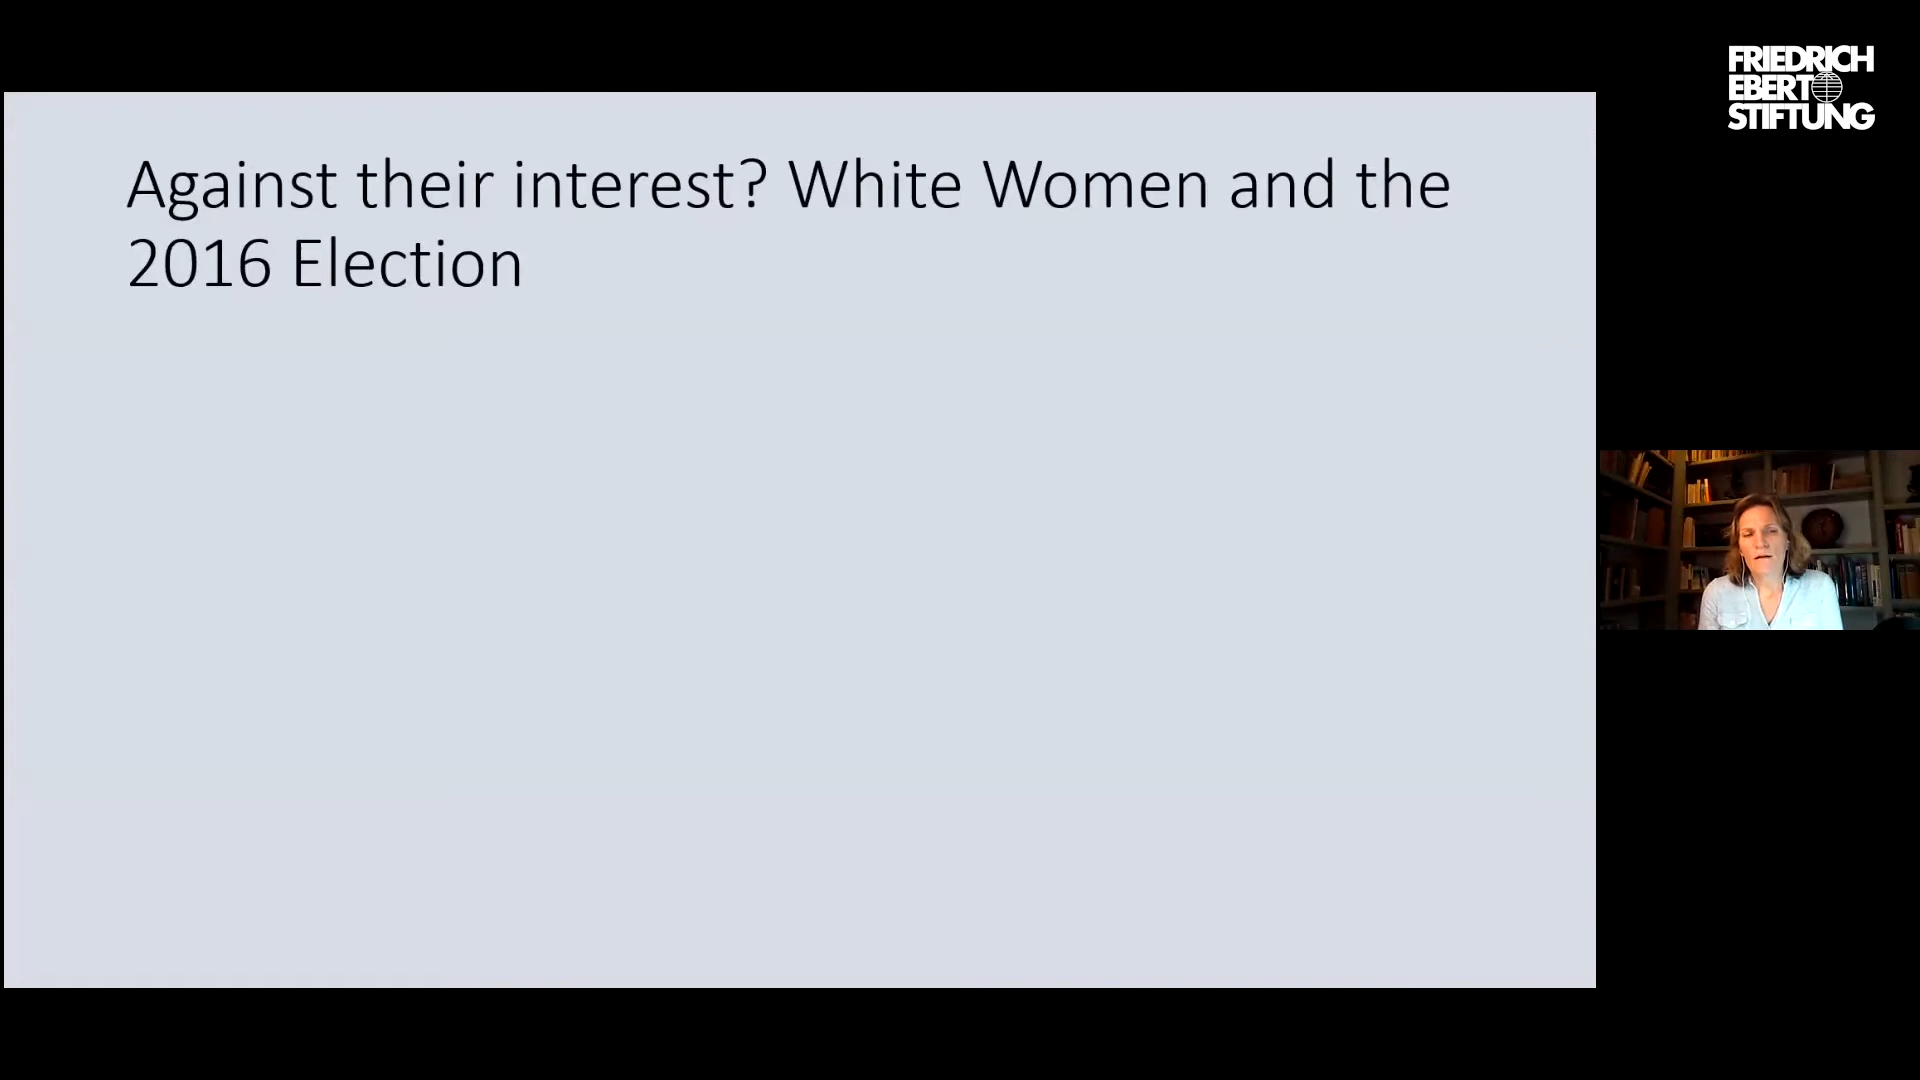 Against their interest? White Women and the
2016 Election
FRIEDRICH
EBERT
STIFTUNG